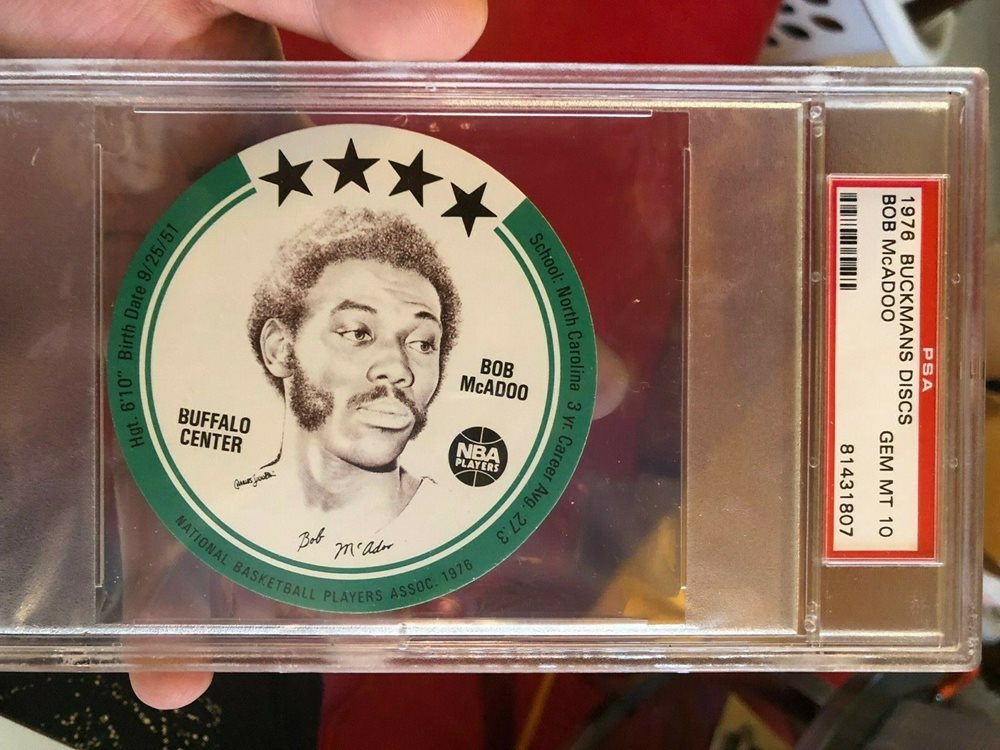 Hgt. 6'10" Birth Date 9/25/51
School: North Carolina 3 yr. Career Avg. 27.3
BOB
McADOO
BUFFALO
CENTER
NBA
PLAYERS
Bob McAdoo
NATIONAL BASKETBALL PLAYERS ASSOC. 1976
PSA
1976 BUCKMANS DISCS GEM MT 10
BOB McADOO 81431807